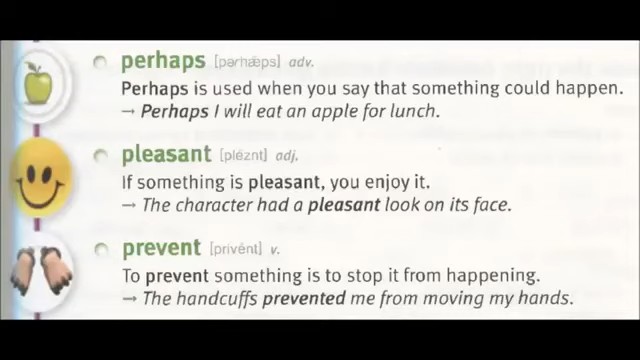 perhaps [pərhǽps] adv.
Perhaps is used when you say that something could happen.
→ Perhaps I will eat an apple for lunch.
pleasant [pléznt] adj.
If something is pleasant, you enjoy it.
→ The character had a pleasant look on its face.
prevent [privént] v.
To prevent something is to stop it from happening.
→ The handcuffs prevented me from moving my hands.